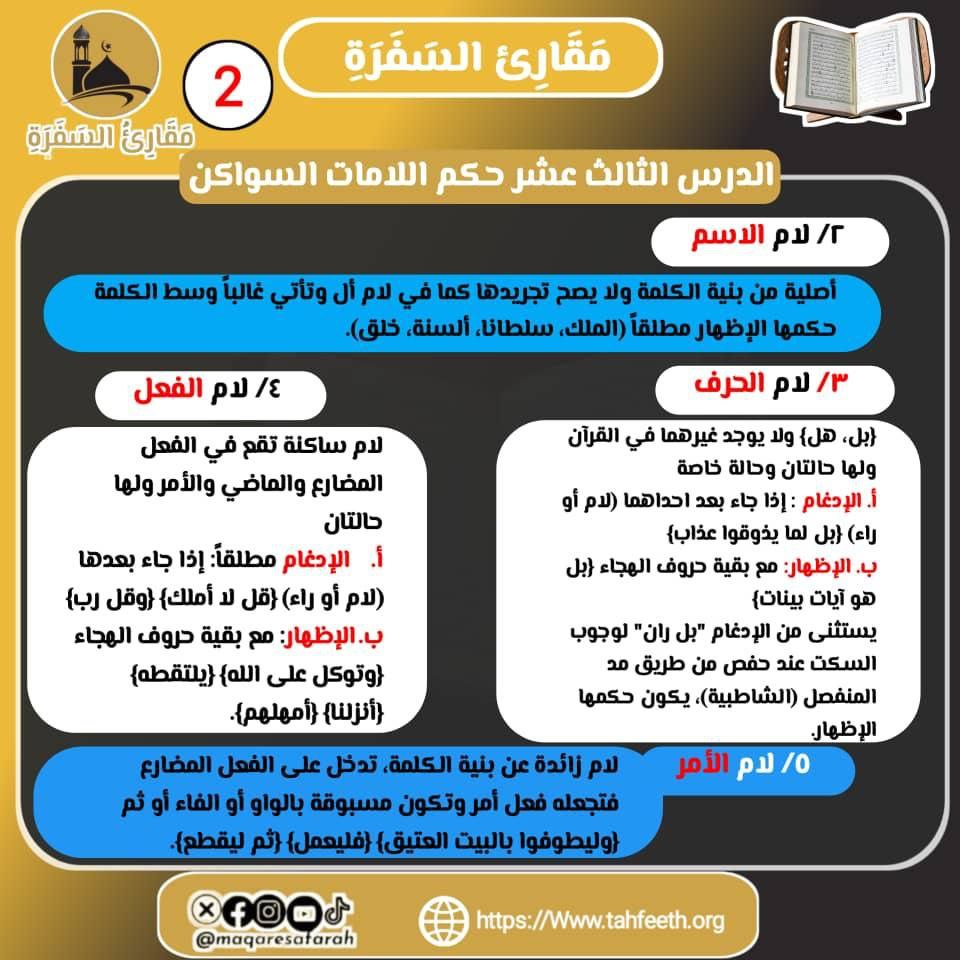 مَقَارِئ السَفَرَةِ
2
مَقَارِئُ السَفَرَةِ
الدرس الثالث عشر حكم اللامات السواكن
٢/ لام الاسم
أصلية من بنية الكلمة ولا يصح تجريدها كما في لام أل وتأتي غالباً وسط الكلمة
حكمها الإظهار مطلقاً (الملك، سلطانا، ألسنة، خلق).
٣/ لام الحرف
{بل، هل} ولا يوجد غيرهما في القرآن
ولها حالتان وحالة خاصة
أ. الإدغام : إذا جاء بعد احداهما (لام أو
راء) {بل لما يذوقوا عذاب}
ب. الإظهار: مع بقية حروف الهجاء {بل
هو آيات بينات}
يستثنى من الإدغام "بل ران" لوجوب
السكت عند حفص من طريق مد
المنفصل (الشاطبية)، يكون حكمها
الإظهار.
٤/ لام الفعل
لام ساكنة تقع في الفعل
المضارع والماضي والأمر ولها
حالتان
أ. الإدغام مطلقاً: إذا جاء بعدها
(لام أو راء) {قل لا أملك} {وقل رب}
ب. الإظهار: مع بقية حروف الهجاء
{وتوكل على الله} {يلتقطه}
{أنزلنا} {أمهلهم}.
٥/ لام الأمر
لام زائدة عن بنية الكلمة، تدخل على الفعل المضارع
فتجعله فعل أمر وتكون مسبوقة بالواو أو الفاء أو ثم
{وليطوفوا بالبيت العتيق} {فليعمل} {ثم ليقطع}.
@maqaresafarah
https://Www.tahfeeth.org